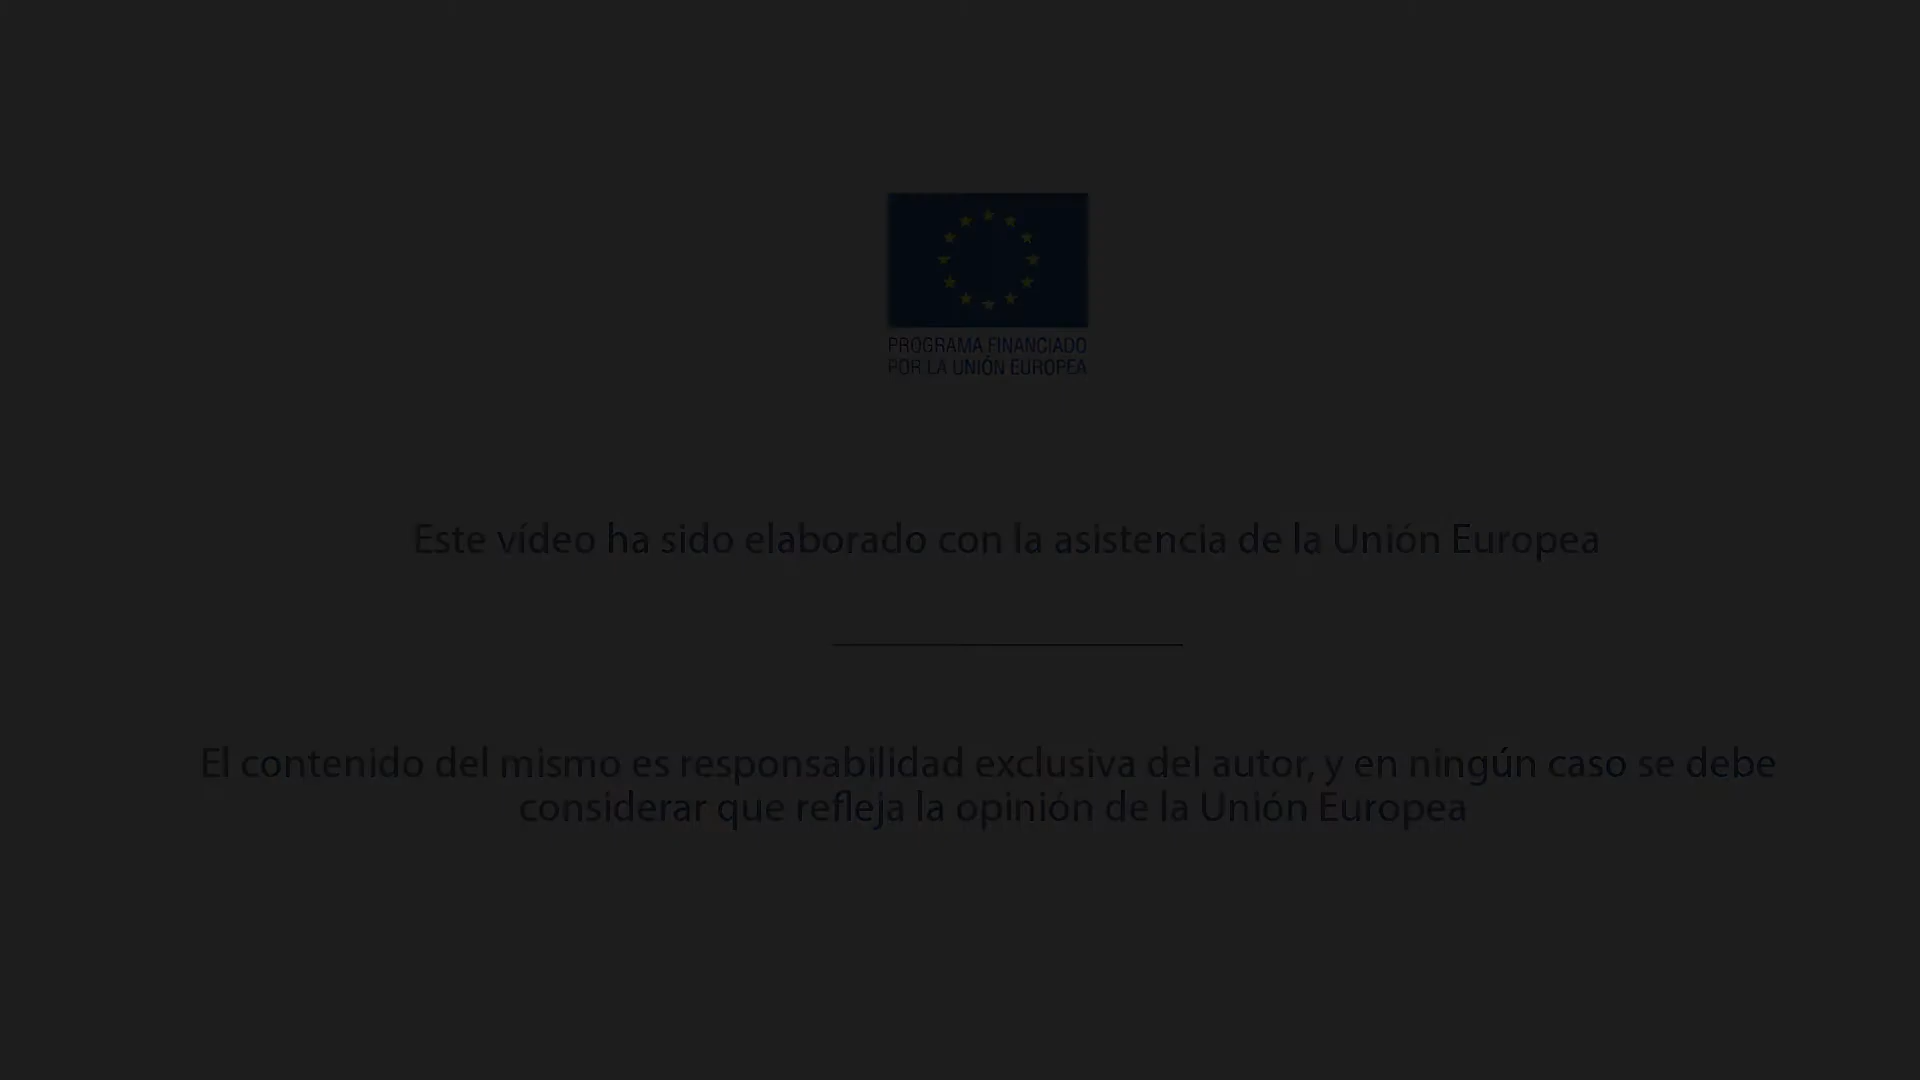 PROGRAMA FINANCIADO
POR LA UNIÓN EUROPEA
Este vídeo ha sido elaborado con la asistencia de la Unión Europea
El contenido del mismo es responsabilidad exclusiva del autor, y en ningún caso se debe
considerar que refleja la opinión de la Unión Europea